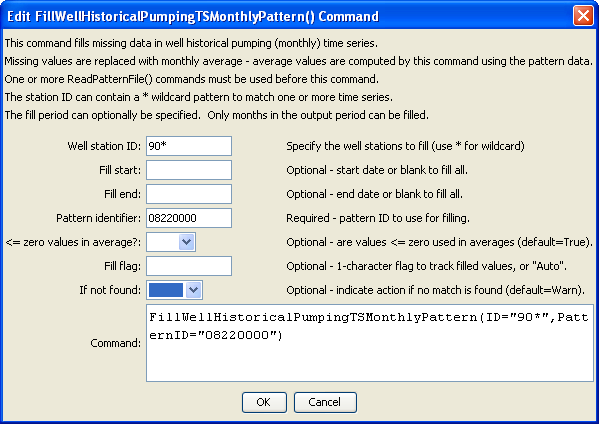 Edit FillWellHistoricalPumpingTSMonthlyPattern() Command
This command fills missing data in well historical pumping (monthly) time series.
Missing values are replaced with monthly average - average values are computed by this command using the pattern data.
One or more ReadPatternFile() commands must be used before this command.
The station ID can contain a * wildcard pattern to match one or more time series.
The fill period can optionally be specified.  Only months in the output period can be filled.
Well station ID: 90* Specify the well stations to fill (use * for wildcard)
Fill start: Optional - start date or blank to fill all.
Fill end: Optional - end date or blank to fill all.
Pattern identifier: 08220000 Required - pattern ID to use for filling.
<= zero values in average?: Optional - are values <= zero used in averages (default=True).
Fill flag: Optional - 1-character flag to track filled values, or "Auto".
If not found: Optional - indicate action if no match is found (default=Warn).
Command: FillWellHistoricalPumpingTSMonthlyPattern(ID="90*",Patt
ernID="08220000")
OK Cancel